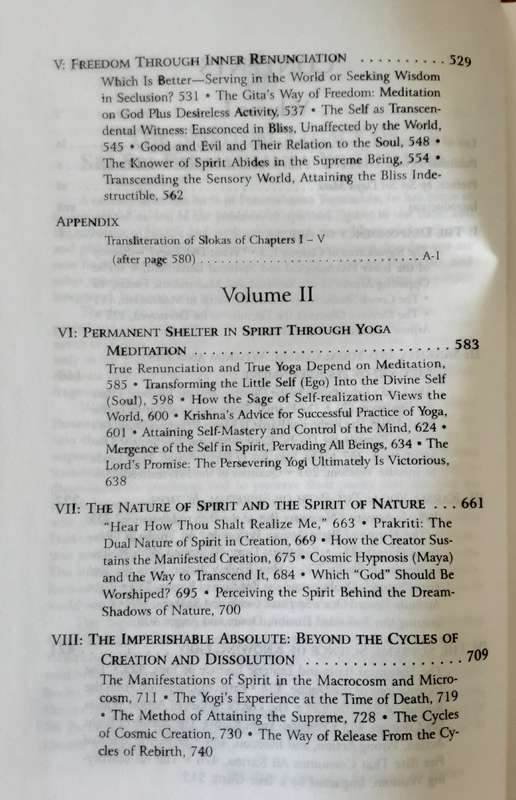 V: FREEDOM THROUGH INNER RENUNCIATION .......... 529
Which Is Better—Serving in the World or Seeking Wisdom
in Seclusion? 531 • The Gita's Way of Freedom: Meditation
on God Plus Desireless Activity, 537 • The Self as Transcen-
dental Witness: Ensconced in Bliss, Unaffected by the World,
545 • Good and Evil and Their Relation to the Soul, 548 •
The Knower of Spirit Abides in the Supreme Being, 554 •
Transcending the Sensory World, Attaining the Bliss Inde-
structible, 562
APPENDIX
Transliteration of Slokas of Chapters I – V
(after page 580) .............................. A-1
Volume II
VI: PERMANENT SHELTER IN SPIRIT THROUGH YOGA
MEDITATION ............................ 583
True Renunciation and True Yoga Depend on Meditation,
585 • Transforming the Little Self (Ego) Into the Divine Self
(Soul), 598 • How the Sage of Self-realization Views the
World, 600 • Krishna's Advice for Successful Practice of Yoga,
601 • Attaining Self-Mastery and Control of the Mind, 624 •
Mergence of the Self in Spirit, Pervading All Beings, 634 • The
Lord's Promise: The Persevering Yogi Ultimately Is Victorious,
638
VII: THE NATURE OF SPIRIT AND THE SPIRIT OF NATURE ... 661
"Hear How Thou Shalt Realize Me," 663 • Prakriti: The
Dual Nature of Spirit in Creation, 669 • How the Creator Sus-
tains the Manifested Creation, 675 • Cosmic Hypnosis (Maya)
and the Way to Transcend It, 684 • Which "God" Should Be
Worshiped? 695 • Perceiving the Spirit Behind the Dream-
Shadows of Nature, 700
VIII: THE IMPERISHABLE ABSOLUTE: BEYOND THE CYCLES OF
CREATION AND DISSOLUTION ................. 709
The Manifestations of Spirit in the Macrocosm and Micro-
cosm, 711 • The Yogi's Experience at the Time of Death, 719
• The Method of Attaining the Supreme, 728 • The Cycles
of Cosmic Creation, 730 • The Way of Release From the Cy-
cles of Rebirth, 740